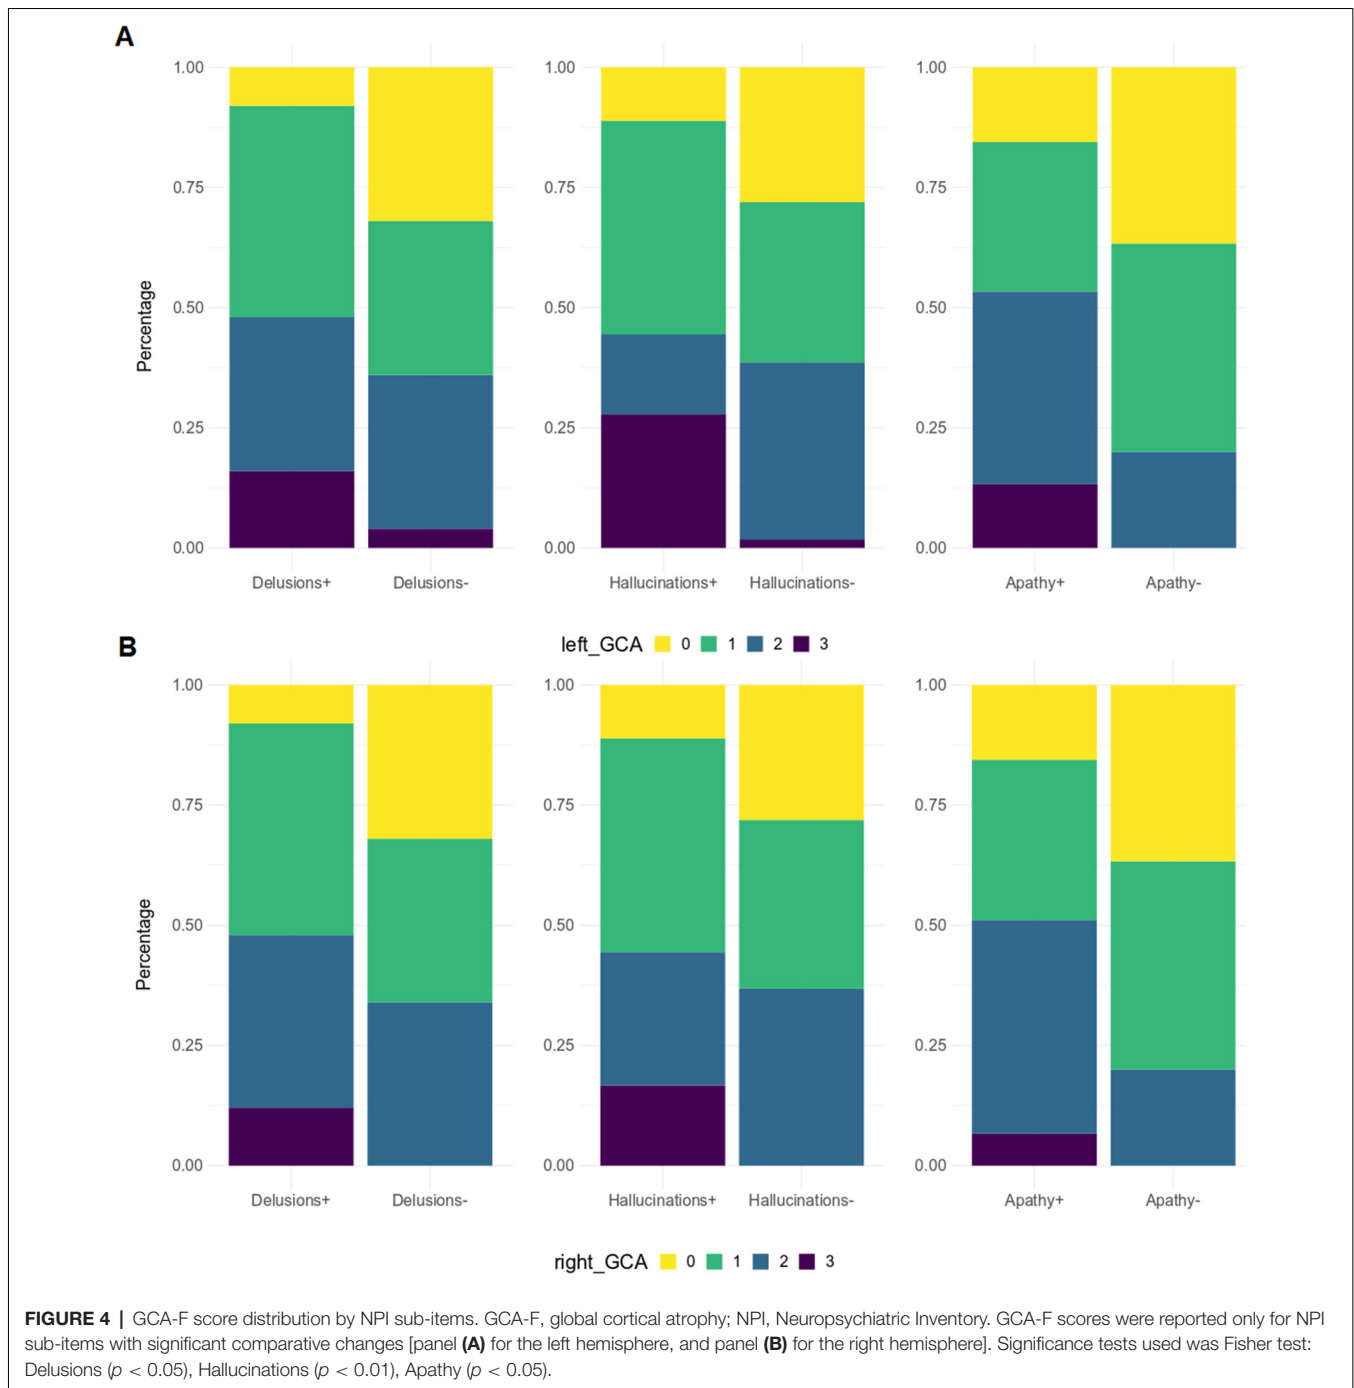 A
Percentage
1.00
0.75
0.50
0.25
0.00
Delusions+ Delusions-
1.00
0.75
0.50
0.25
0.00
Hallucinations+ Hallucinations-
1.00
0.75
0.50
0.25
0.00
Apathy+ Apathy-
left_GCA 0 1 2 3
B
Percentage
1.00
0.75
0.50
0.25
0.00
Delusions+ Delusions-
1.00
0.75
0.50
0.25
0.00
Hallucinations+ Hallucinations-
1.00
0.75
0.50
0.25
0.00
Apathy+ Apathy-
right_GCA 0 1 2 3
FIGURE 4 | GCA-F score distribution by NPI sub-items. GCA-F, global cortical atrophy; NPI, Neuropsychiatric Inventory. GCA-F scores were reported only for NPI
sub-items with significant comparative changes [panel (A) for the left hemisphere, and panel (B) for the right hemisphere]. Significance tests used was Fisher test:
Delusions (p < 0.05), Hallucinations (p < 0.01), Apathy (p < 0.05).